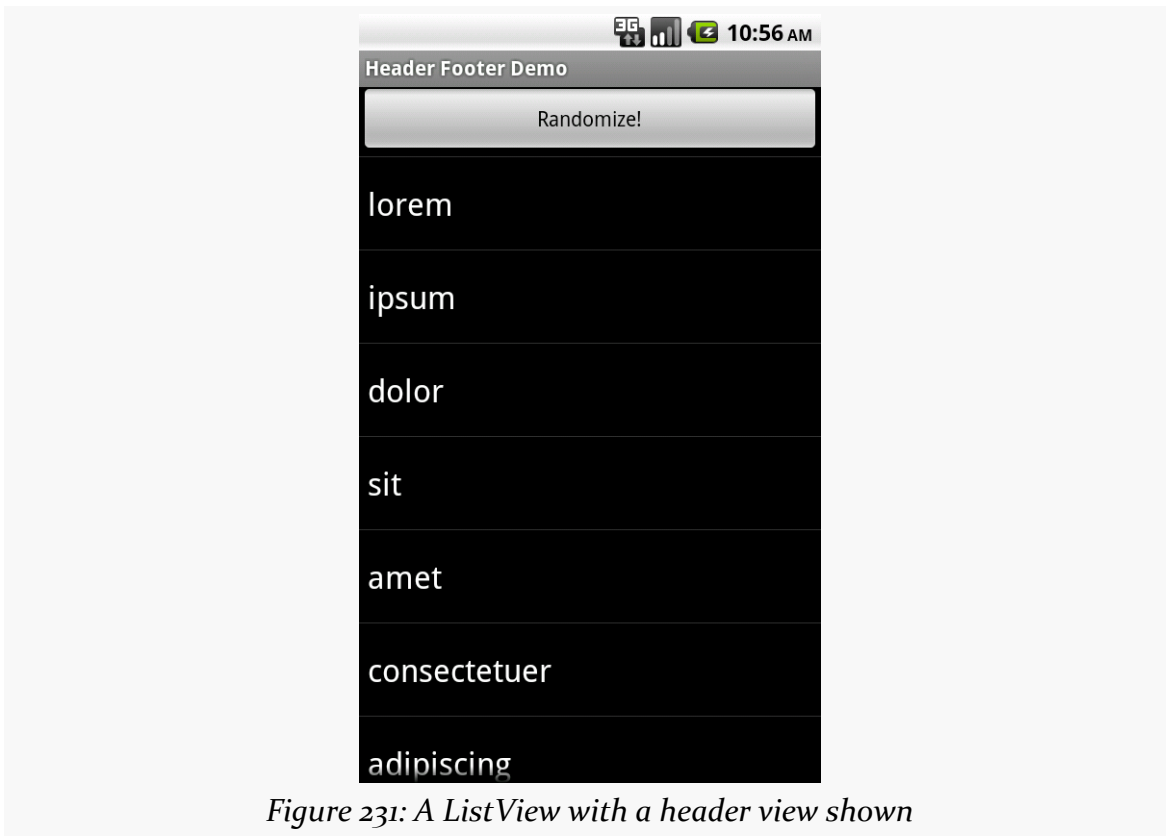 3G 10:56 AM
Header Footer Demo
Randomize!
lorem
ipsum
dolor
sit
amet
consectetuer
adipiscing
Figure 231: A ListView with a header view shown